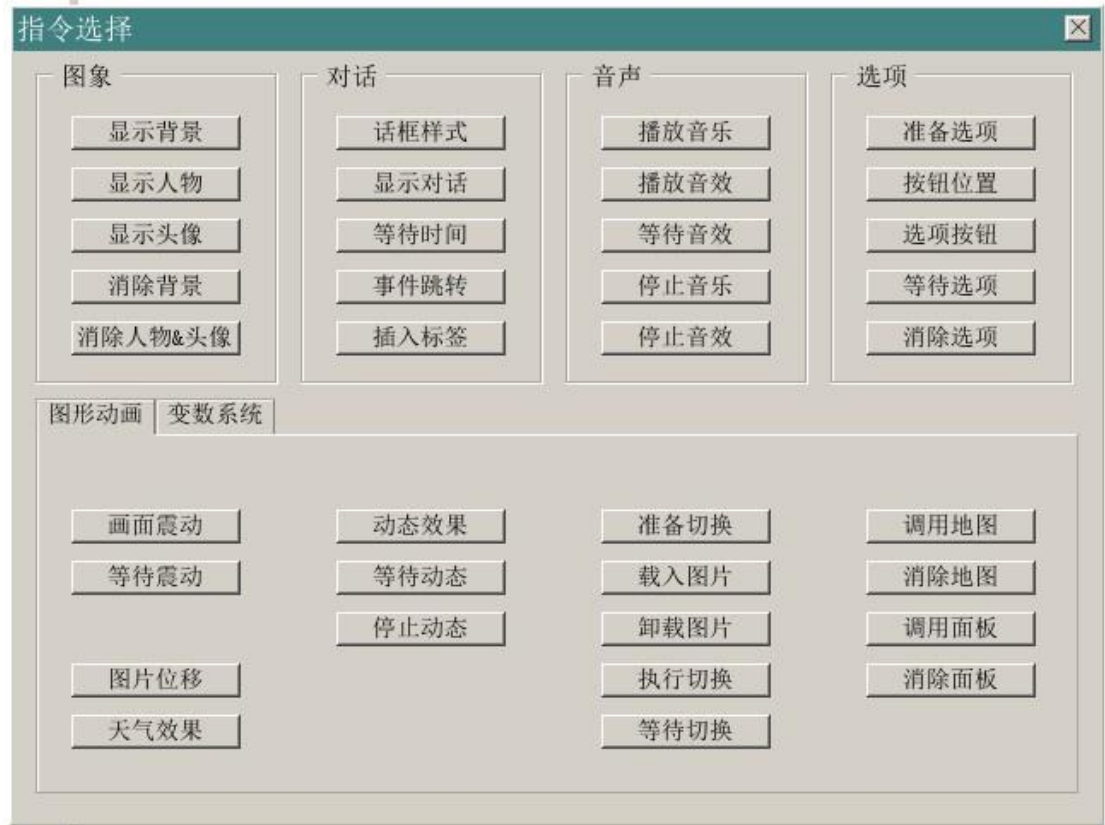 指令选择
图象 对话 音声 选项
显示背景 话框样式 播放音乐 准备选项
显示人物 显示对话 播放音效 按钮位置
显示头像 等待时间 等待音效 选项按钮
消除背景 事件跳转 停止音乐 等待选项
消除人物&头像 插入标签 停止音效 消除选项
图形动画 变数系统
画面震动 动态效果 准备切换 调用地图
等待震动 等待动态 载入图片 消除地图
停止动态 卸载图片 调用面板
图片位移 执行切换 消除面板
天气效果 等待切换